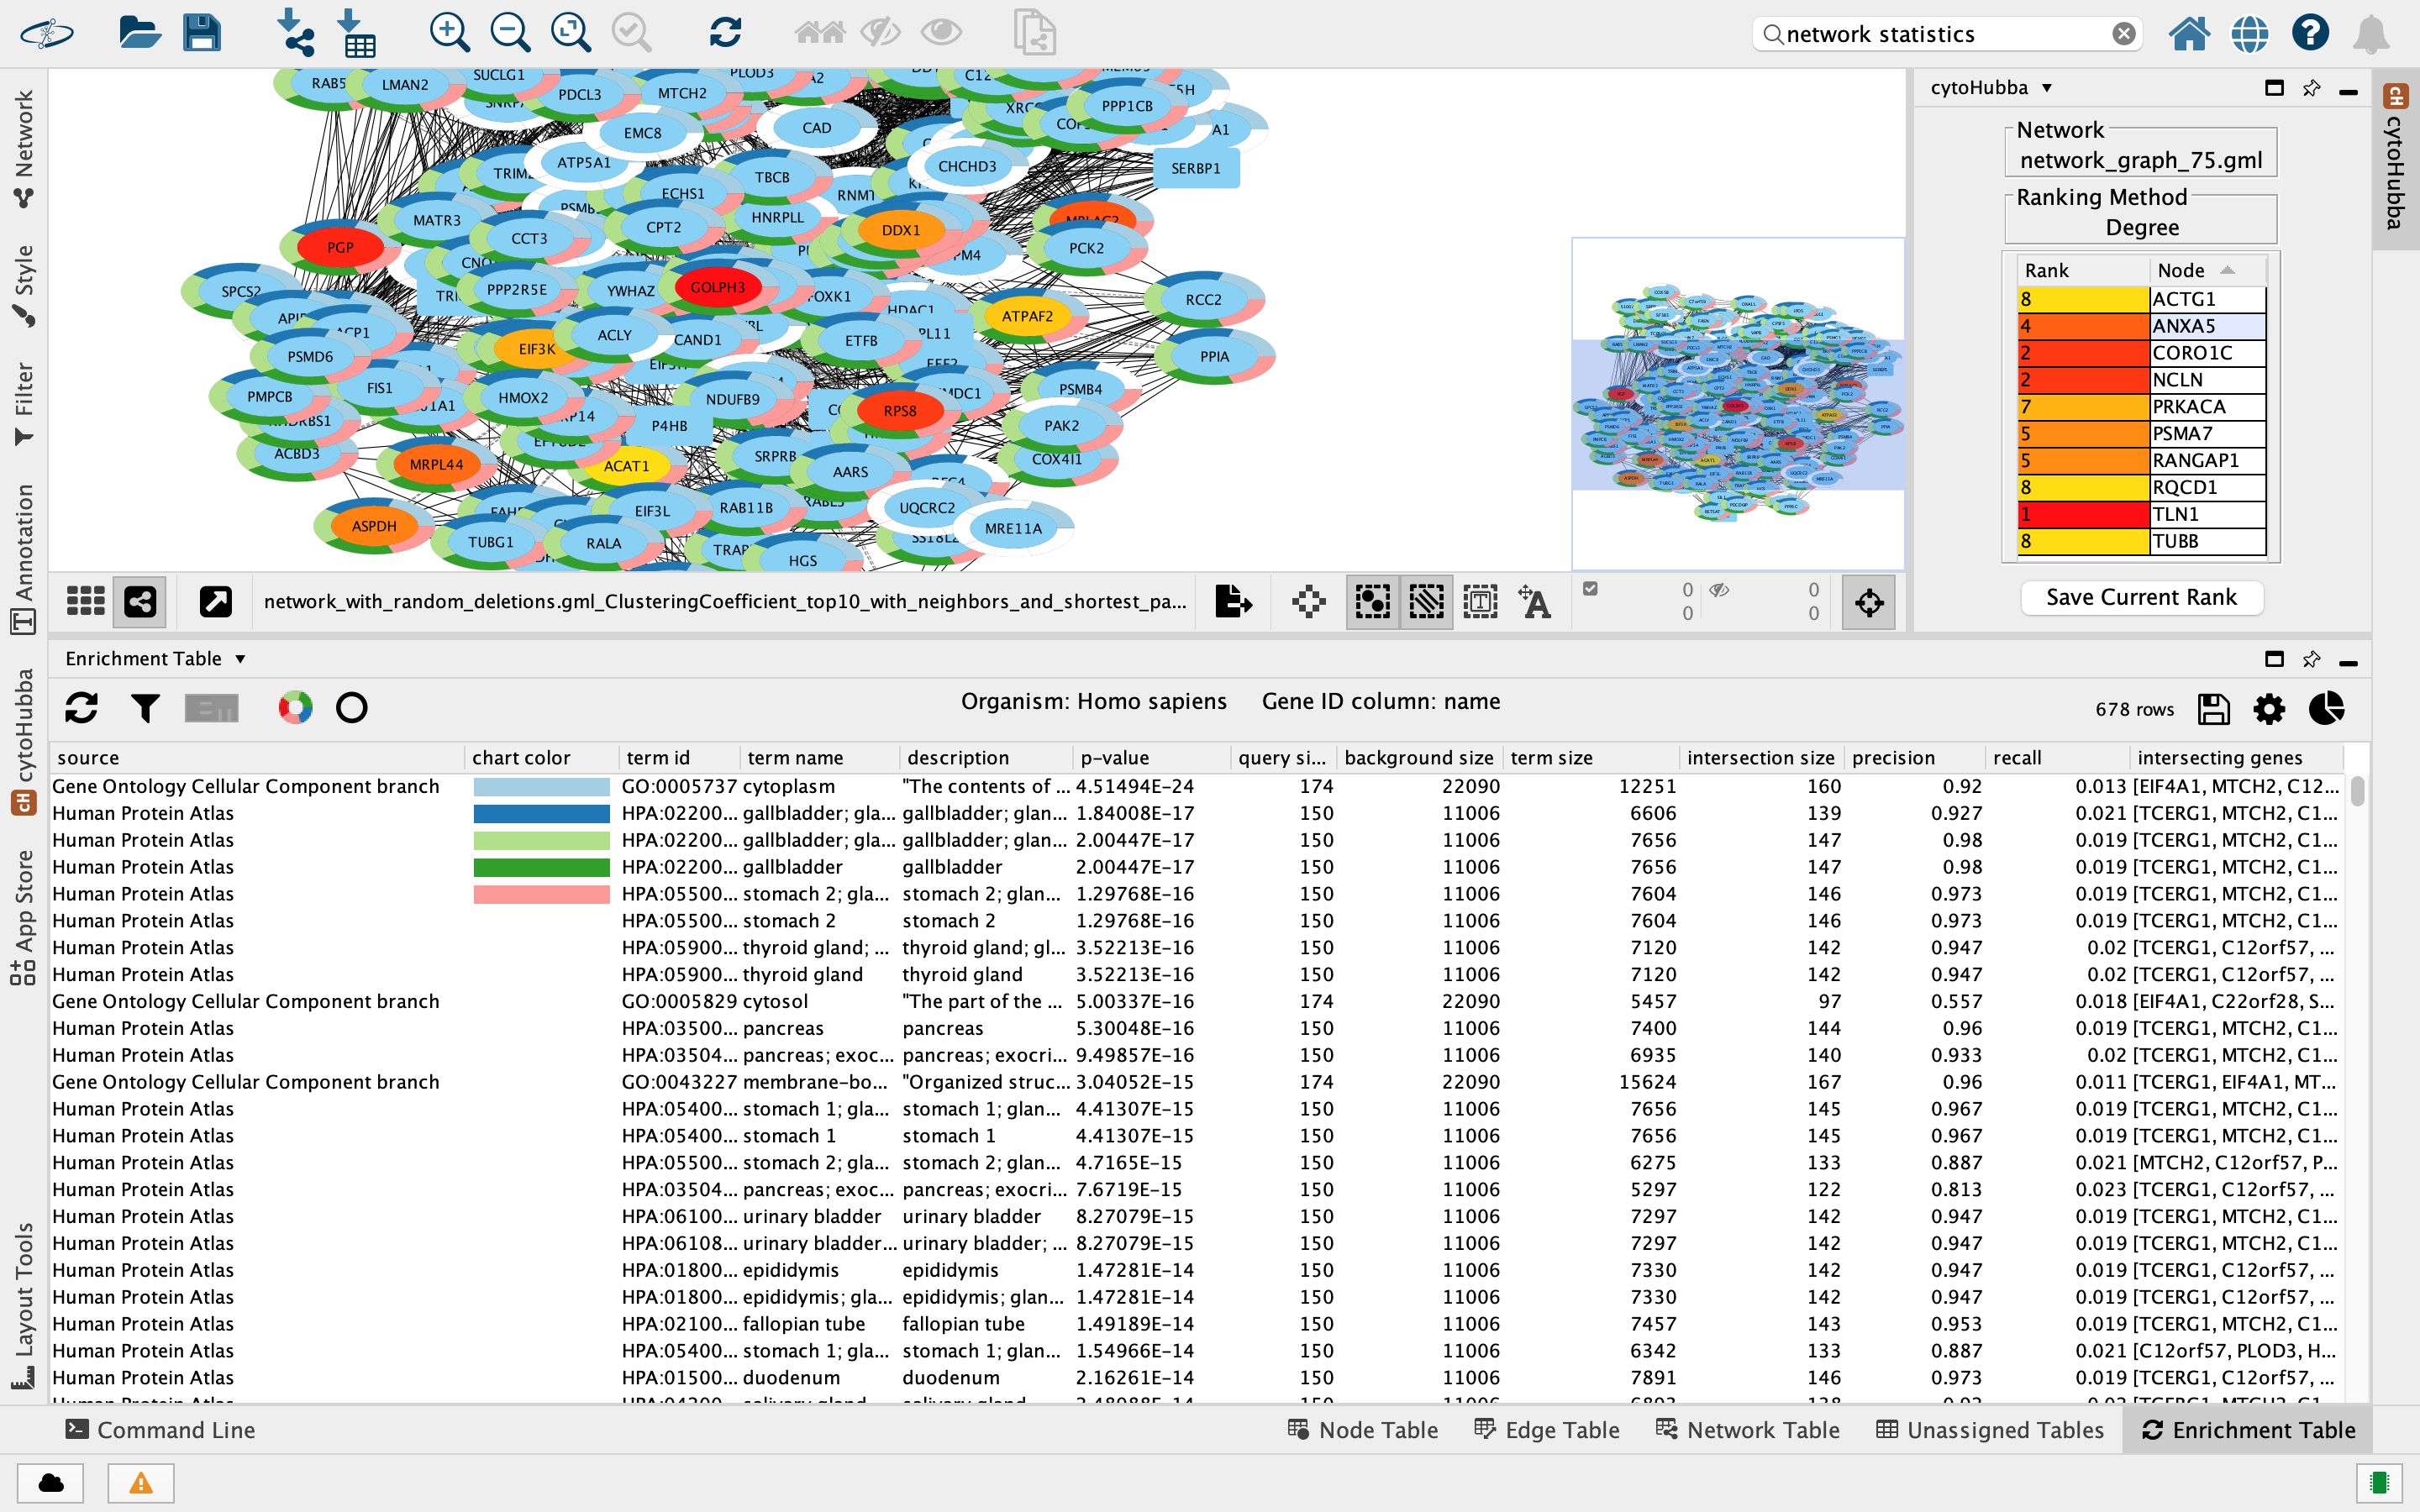 network statistics
Network
Style
Filter
Annotation
cytoHubba
App Store
Layout Tools
RAB5
LMAN2
SUCLG1
PDCL3
MTCH2
PLOD3
C12
PPP1CB
EMC8
CAD
ATP5A1
CHCHD3
SERBP1
TBCB
ECHS1
RNMT
MATR3
CCT3
CPT2
HNRPLL
DDX1
PCK2
PGP
SPCS2
PPP2R5E
YWHAZ
GOLPH3
RCC2
ATPAF2
HDAC1
PSMD6
EIF3K
ACLY
CAND1
ETFB
PPIA
PMPCB
FIS1
HMOX2
NDUFB9
RPS8
PSMB4
P4HB
PAK2
ACBD3
MRPL44
ACAT1
SRPRB
AARS
COX4I1
ASPDH
EIF3L
RAB11B
UQCRC2
MRE11A
TUBG1
RALA
HGS
network_with_random_deletions.gml_ClusteringCoefficient_top10_with_neighbors_and_shortest_pa...
0 0
0 0
cytoHubba
cytoHubba
Network
network_graph_75.gml
Ranking Method
Degree
Rank Node
8 ACTG1
4 ANXA5
2 CORO1C
2 NCLN
7 PRKACA
5 PSMA7
5 RANGAP1
8 RQCD1
1 TLN1
8 TUBB
Save Current Rank
Enrichment Table
Organism: Homo sapiens Gene ID column: name
678 rows
source chart color term id term name description p-value query si... background size term size intersection size precision recall intersecting genes
Gene Ontology Cellular Component branch GO:0005737 cytoplasm "The contents of ... 4.51494E-24 174 22090 12251 160 0.92 0.013 [EIF4A1, MTCH2, C12...
Human Protein Atlas HPA:02200... gallbladder; gla... gallbladder; glan... 1.84008E-17 150 11006 6606 139 0.927 0.021 [TCERG1, MTCH2, C1...
Human Protein Atlas HPA:02200... gallbladder; gla... gallbladder; glan... 2.00447E-17 150 11006 7656 147 0.98 0.019 [TCERG1, MTCH2, C1...
Human Protein Atlas HPA:02200... gallbladder gallbladder 2.00447E-17 150 11006 7656 147 0.98 0.019 [TCERG1, MTCH2, C1...
Human Protein Atlas HPA:05500... stomach 2; gla... stomach 2; glan... 1.29768E-16 150 11006 7604 146 0.973 0.019 [TCERG1, MTCH2, C1...
Human Protein Atlas HPA:05500... stomach 2 stomach 2 1.29768E-16 150 11006 7604 146 0.973 0.019 [TCERG1, MTCH2, C1...
Human Protein Atlas HPA:05900... thyroid gland; ... thyroid gland; gl... 3.52213E-16 150 11006 7120 142 0.947 0.02 [TCERG1, C12orf57, ...
Human Protein Atlas HPA:05900... thyroid gland thyroid gland 3.52213E-16 150 11006 7120 142 0.947 0.02 [TCERG1, C12orf57, ...
Gene Ontology Cellular Component branch GO:0005829 cytosol "The part of the ... 5.00337E-16 174 22090 5457 97 0.557 0.018 [EIF4A1, C22orf28, S...
Human Protein Atlas HPA:03500... pancreas pancreas 5.30048E-16 150 11006 7400 144 0.96 0.019 [TCERG1, MTCH2, C1...
Human Protein Atlas HPA:03504... pancreas; exoc... pancreas; exocri... 9.49857E-16 150 11006 6935 140 0.933 0.02 [TCERG1, MTCH2, C1...
Gene Ontology Cellular Component branch GO:0043227 membrane-bo... "Organized struc... 3.04052E-15 174 22090 15624 167 0.96 0.011 [TCERG1, EIF4A1, MT...
Human Protein Atlas HPA:05400... stomach 1; gla... stomach 1; glan... 4.41307E-15 150 11006 7656 145 0.967 0.019 [TCERG1, MTCH2, C1...
Human Protein Atlas HPA:05400... stomach 1 stomach 1 4.41307E-15 150 11006 7656 145 0.967 0.019 [TCERG1, MTCH2, C1...
Human Protein Atlas HPA:05500... stomach 2; gla... stomach 2; glan... 4.7165E-15 150 11006 6275 133 0.887 0.021 [MTCH2, C12orf57, P...
Human Protein Atlas HPA:03504... pancreas; exoc... pancreas; exocri... 7.6719E-15 150 11006 5297 122 0.813 0.023 [TCERG1, C12orf57, ...
Human Protein Atlas HPA:06100... urinary bladder urinary bladder 8.27079E-15 150 11006 7297 142 0.947 0.019 [TCERG1, MTCH2, C1...
Human Protein Atlas HPA:06108... urinary bladder... urinary bladder; ... 8.27079E-15 150 11006 7297 142 0.947 0.019 [TCERG1, MTCH2, C1...
Human Protein Atlas HPA:01800... epididymis epididymis 1.47281E-14 150 11006 7330 142 0.947 0.019 [TCERG1, C12orf57, ...
Human Protein Atlas HPA:01800... epididymis; gla... epididymis; glan... 1.47281E-14 150 11006 7330 142 0.947 0.019 [TCERG1, C12orf57, ...
Human Protein Atlas HPA:02100... fallopian tube fallopian tube 1.49189E-14 150 11006 7457 143 0.953 0.019 [TCERG1, MTCH2, C1...
Human Protein Atlas HPA:05400... stomach 1; gla... stomach 1; glan... 1.54966E-14 150 11006 6342 133 0.887 0.021 [C12orf57, PLOD3, H...
Human Protein Atlas HPA:01500... duodenum duodenum 2.16261E-14 150 11006 7891 146 0.973 0.019 [TCERG1, C12orf57, ...
Command Line
Node Table
Edge Table
Network Table
Unassigned Tables
Enrichment Table